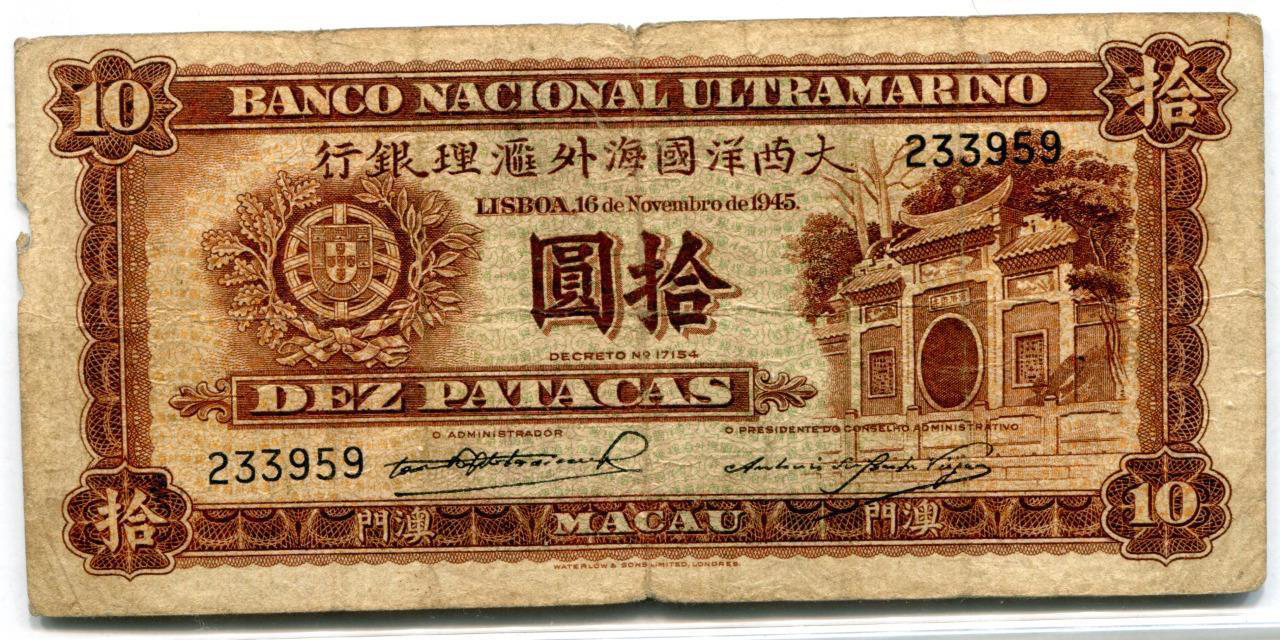 10
BANCO NACIONAL ULTRAMARINO
拾
大西洋國海外滙理銀行
233959
LISBOA, 16 de Novembro de 1945.
拾圓
DECRETO Nº 17154
DEZ PATACAS
O ADMINISTRADOR
O PRESIDENTE DO CONSELHO ADMINISTRATIVO
233959
拾
澳門
MACAU
澳門
10
WATERLOW & SONS LIMITED, LONDRES.